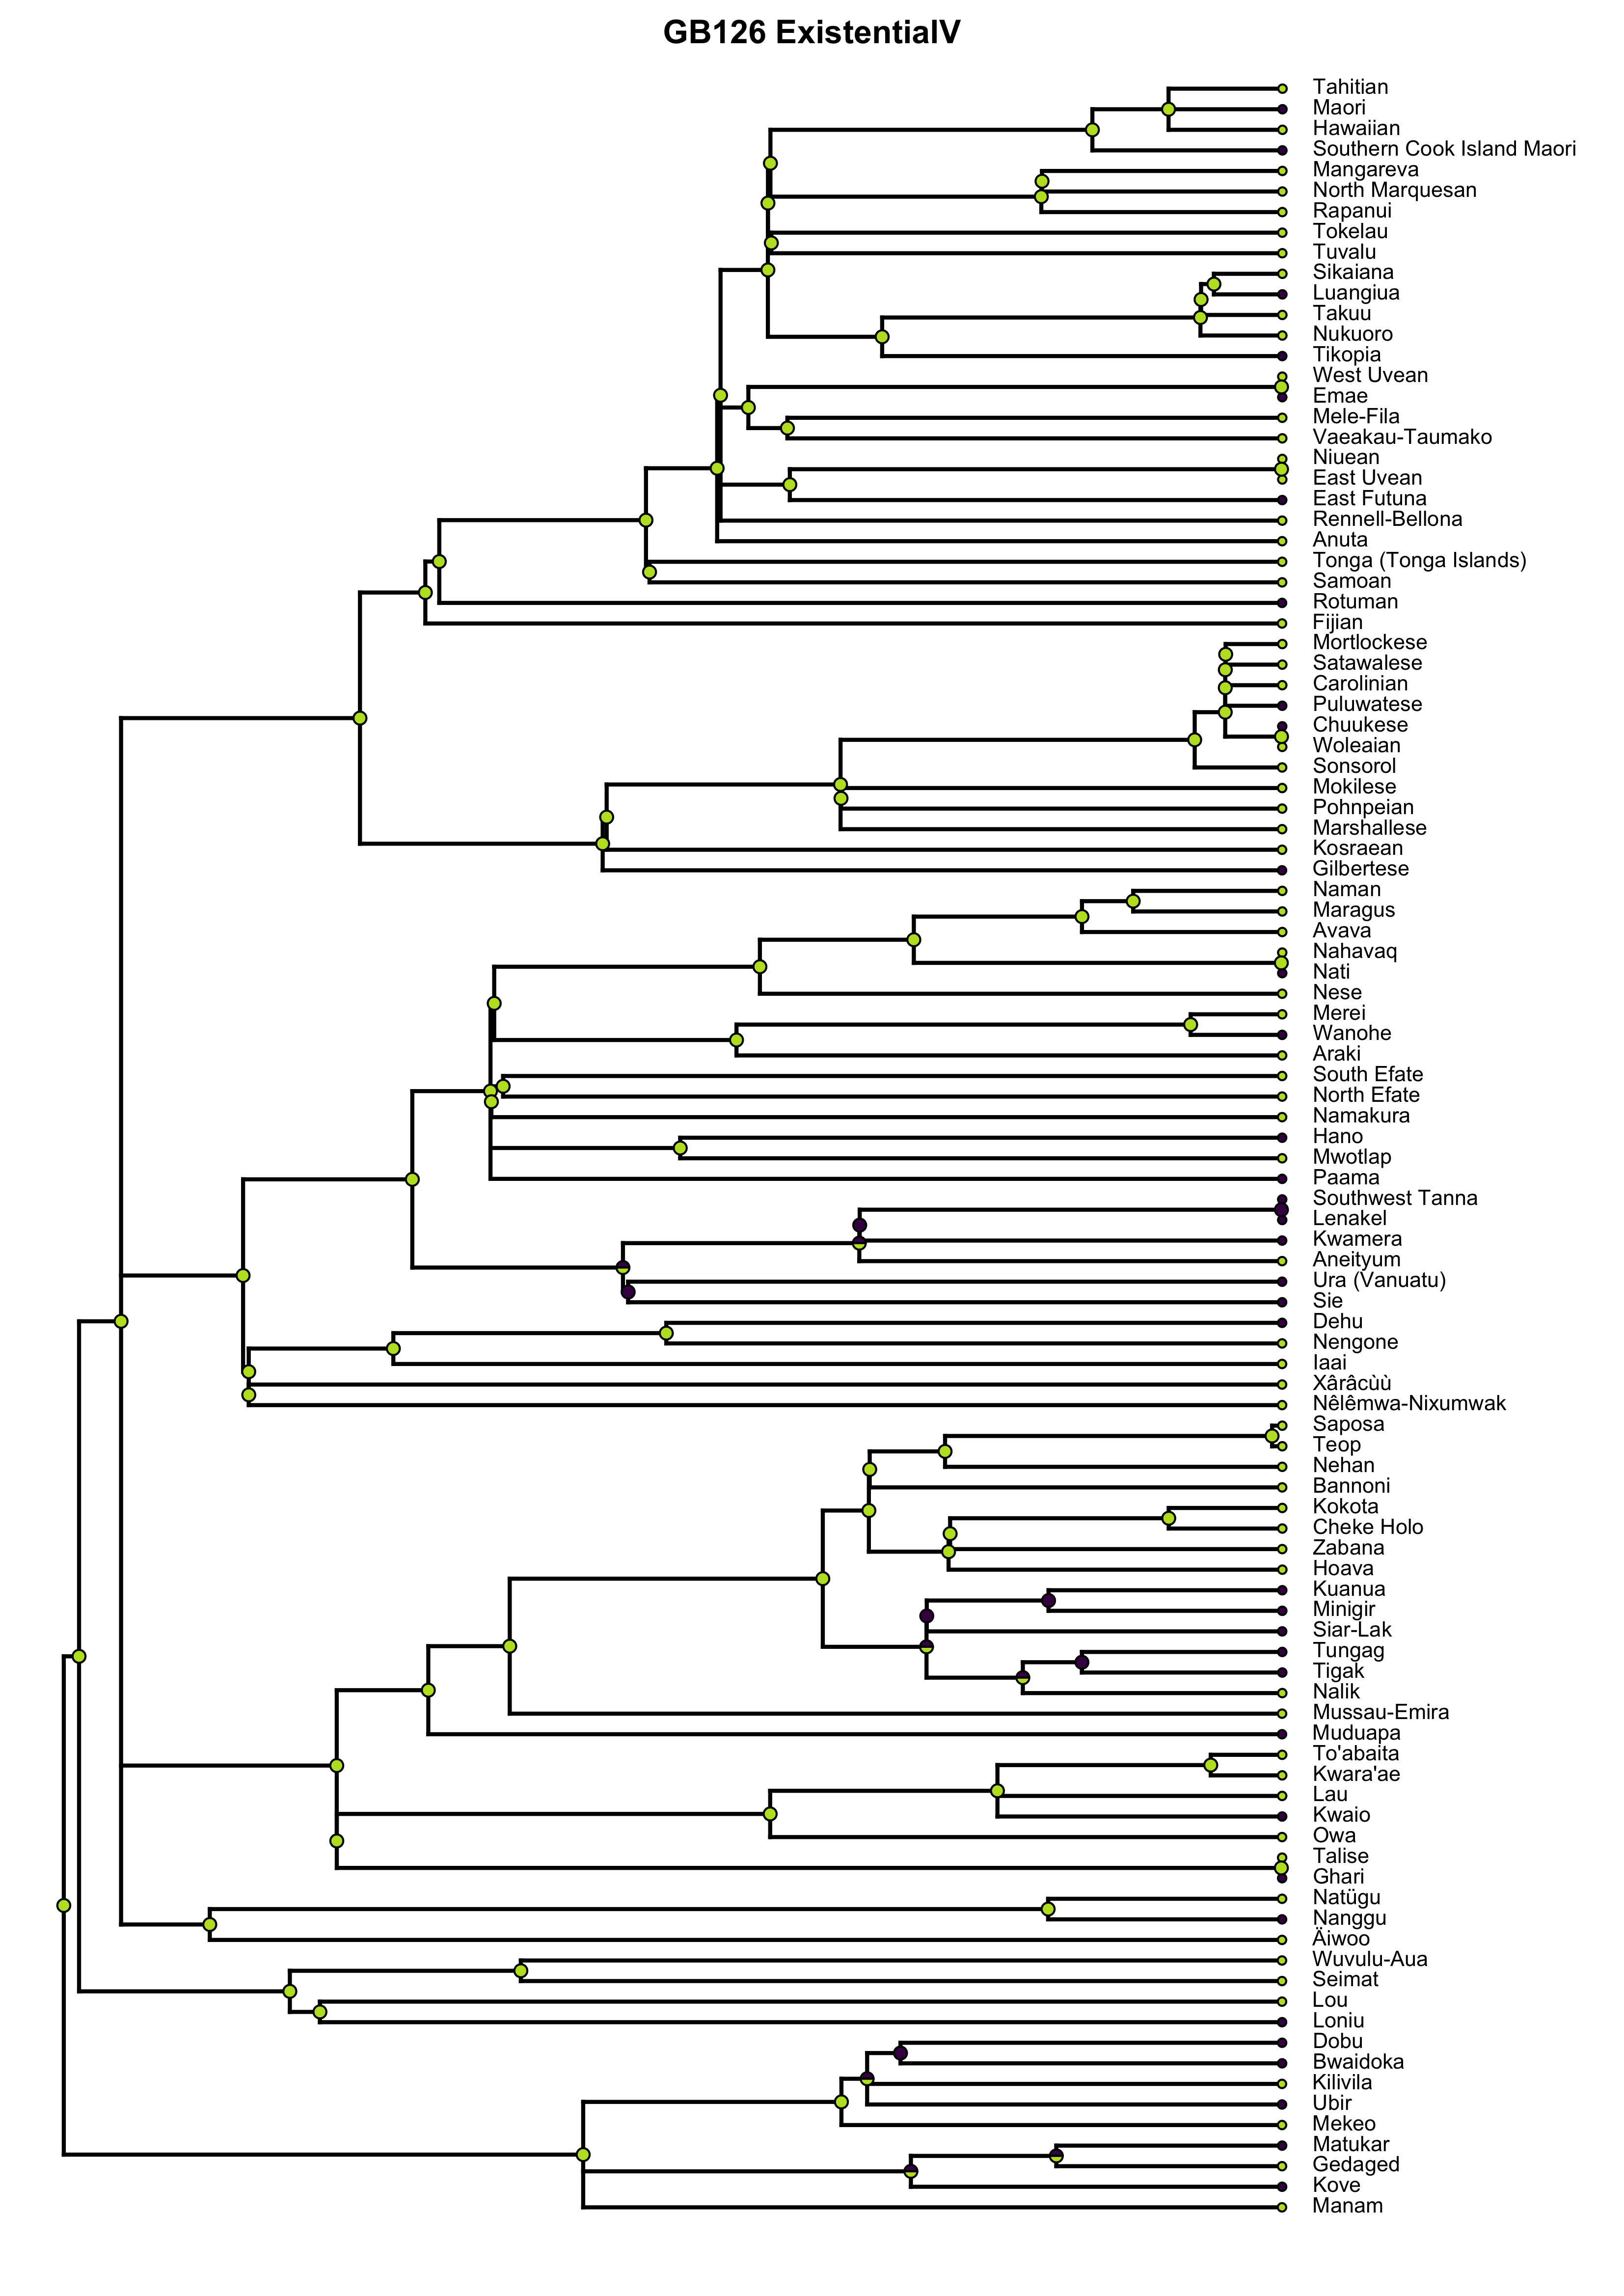 GB126 ExistentialV
Tahitian
Maori
Hawaiian
Southern Cook Island Maori
Mangareva
North Marquesan
Rapanui
Tokelau
Tuvalu
Sikaiana
Luangiua
Takuu
Nukuoro
Tikopia
West Uvean
Emae
Mele-Fila
Vaeakau-Taumako
Niuean
East Uvean
East Futuna
Rennell-Bellona
Anuta
Tonga (Tonga Islands)
Samoan
Rotuman
Fijian
Mortlockese
Satawalese
Carolinian
Puluwatese
Chuukese
Woleaian
Sonsorol
Mokilese
Pohnpeian
Marshallese
Kosraean
Gilbertese
Naman
Maragus
Avava
Nahavaq
Nati
Nese
Merei
Wanohe
Araki
South Efate
North Efate
Namakura
Hano
Mwotlap
Paama
Southwest Tanna
Lenakel
Kwamera
Aneityum
Ura (Vanuatu)
Sie
Dehu
Nengone
Iaai
Xârâcùù
Nêlêmwa-Nixumwak
Saposa
Teop
Nehan
Bannoni
Kokota
Cheke Holo
Zabana
Hoava
Kuanua
Minigir
Siar-Lak
Tungag
Tigak
Nalik
Mussau-Emira
Muduapa
To'abaita
Kwara'ae
Lau
Kwaio
Owa
Talise
Ghari
Natügu
Nanggu
Äiwoo
Wuvulu-Aua
Seimat
Lou
Loniu
Dobu
Bwaidoka
Kilivila
Ubir
Mekeo
Matukar
Gedaged
Kove
Manam